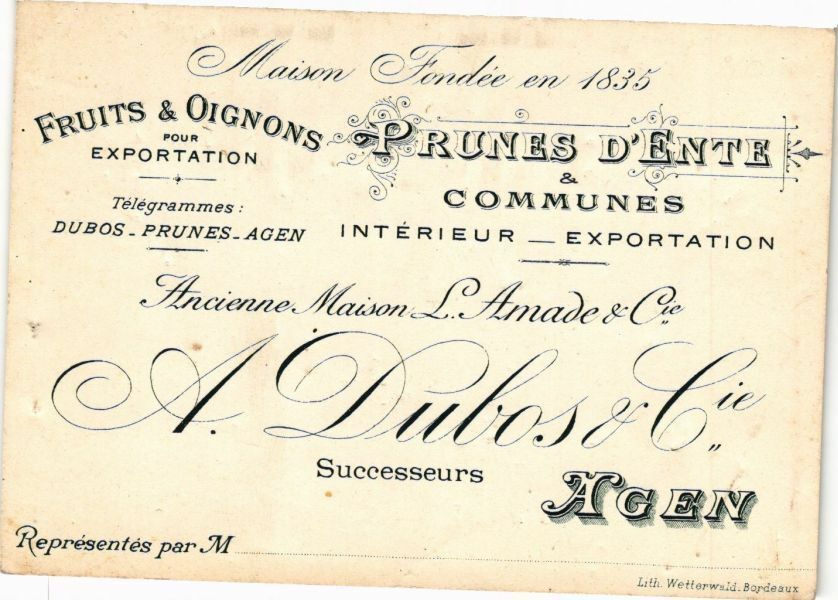 Maison Fondée en 1835
FRUITS & OIGNONS
POUR
EXPORTATION
Télégrammes:
DUBOS-PRUNES-AGEN
PRUNES D'ENTE
&
COMMUNES
INTÉRIEUR — EXPORTATION
Ancienne Maison L. Amade & Cie
A. Dubos & Cie
Successeurs
AGEN
Représentés par M
Lith. Wetterwald. Bordeaux